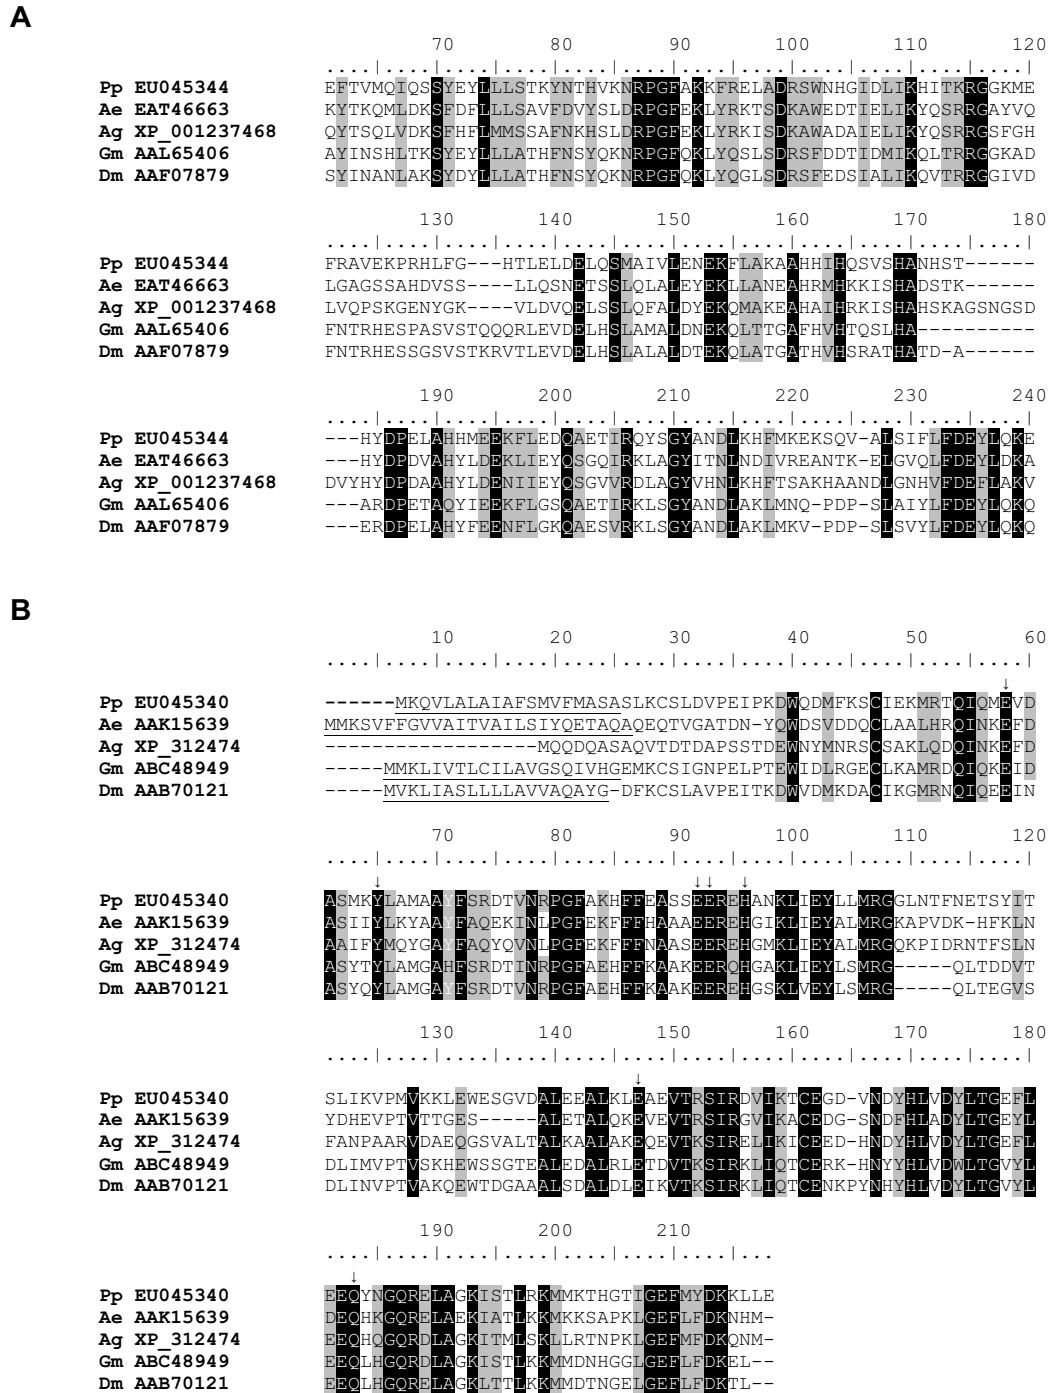 A
70 80 90 100 110 120
....|....|....|....|....|....|....|....|....|....|....|....|
Pp EU045344 EFTVMQIQSSYEYLLLSTKYNTHVKNRPGFAKKFRELADRSWNHGIDLIKHITKRGGKME
Ae EAT46663 KYTKQMLDKSFDFLLLSAVFDVYSLDRPGFEKLYRKTSDKAWEDTIELIKYQSRRGAYVQ
Ag XP_001237468 QYTSQLVDKSFHFLMMSSAFNKHSLDRPGFEKLYRKISDKAWADAIELIKYQSRRGSFGH
Gm AAL65406 AYINSHLTKSYEYLLLATHFNSYQKNRPGFQKLYQSLSDRSFDDTIDMIKQLTRRGGKAD
Dm AAF07879 SYINANLAKSYDYLLLATHFNSYQKNRPGFQKLYQGLSDRSFEDSIALIKQVTRRGGIVD
130 140 150 160 170 180
....|....|....|....|....|....|....|....|....|....|....|....|
Pp EU045344 FRAVEKPRHLFG---HTLELDELQSMAIVLENEKFLAKAAHHIHQSVSHANHST------
Ae EAT46663 LGAGSSAHDVSS----LLQSNETSSLQLALEYEKLLANEAHRMHKKISHADSTK------
Ag XP_001237468 LVQPSKGENYGK----VLDVQELSSLQFALDYEKQMAKEAHAIHRKISHAHSKAGSNGSD
Gm AAL65406 FNTRHESPASVSTQQQRLEVDELHSLAMALDNEKQLTTGAFHVHTQSLHA----------
Dm AAF07879 FNTRHESSGSVSTKRVTLEVDELHSLALALDTEKQLATGATHVHSRATHATD-A------
190 200 210 220 230 240
....|....|....|....|....|....|....|....|....|....|....|....|
Pp EU045344 ---HYDPELAHHMEEKFLEDQAETIRQYSGYANDLKHFMKEKSQV-ALSIFLFDEYLQKE
Ae EAT46663 ---HYDPDVAHYLDEKLIEYQSGQIRKLAGYITNLNDIVREANTK-ELGVQLFDEYLDKA
Ag XP_001237468 DVYHYDPDAAHYLDENIIEYQSGVVRDLAGYVHNLKHFTSAKHAANDLGNHVFDEFLAKV
Gm AAL65406 ---ARDPETAQYIEEKFLGSQAETIRKLSGYANDLAKLMNQ-PDP-SLAIYLFDEYLQKQ
Dm AAF07879 ---ERDPELAHYFEENFLGKQAESVRKLSGYANDLAKLMKV-PDP-SLSVYLFDEYLQKQ
B
10 20 30 40 50 60
....|....|....|....|....|....|....|....|....|....|....|....|
↓
Pp EU045340 ------MKQVLALAIAFSMVFMASASLKCSLDVPEIPKDWQDMFKSCIEKMRTQIQMEVD
Ae AAK15639 MMKSVFFGVVAITVAILSIYQETAQAQEQTVGATDN-YQWDSVDDQCLAALHRQINKEFD
Ag XP_312474 ------------------MQQDQASAQVTDTDAPSSTDEWNYMNRSCSAKLQDQINKEFD
Gm ABC48949 -----MMKLIVTLCILAVGSQIVHGEMKCSIGNPELPTEWIDLRGECLKAMRDQIQKEID
Dm AAB70121 -----MVKLIASLLLLAVVAQAYG-DFKCSLAVPEITKDWVDMKDACIKGMRNQIQEEIN
70 80 90 100 110 120
....|....|....|....|....|....|....|....|....|....|....|....|
↓ ↓↓ ↓
Pp EU045340 ASMKYLAMAAYFSRDTVNRPGFAKHFFEASSEEREHANKLIEYLLMRGGLNTFNETSYIT
Ae AAK15639 ASIIYLKYAAYFAQEKINLPGFEKFFFHAAAEEREHGIKLIEYALMRGKAPVDK-HFKLN
Ag XP_312474 AAIFYMQYGAYFAQYQVNLPGFEKFFFNAASEEREHGMKLIEYALMRGQKPIDRNTFSLN
Gm ABC48949 ASYTYLAMGAHFSRDTINRPGFAEHFFKAAKEERQHGAKLIEYLSMRG-----QLTDDVT
Dm AAB70121 ASYQYLAMGAYFSRDTVNRPGFAEHFFKAAKEEREHGSKLVEYLSMRG-----QLTEGVS
130 140 150 160 170 180
....|....|....|....|....|....|....|....|....|....|....|....|
↓
Pp EU045340 SLIKVPMVKKLEWESGVDALEEALKLEAEVTRSIRDVIKTCEGD-VNDYHLVDYLTGEFL
Ae AAK15639 YDHEVPTVTTGES-----ALETALQKEVEVTRSIRGVIKACEDG-SNDFHLADYLTGEYL
Ag XP_312474 FANPAARVDAEQGSVALTALKAALAKEQEVTKSIRELIKICEED-HNDYHLVDYLTGEFL
Gm ABC48949 DLIMVPTVSKHEWSSGTEALEDALRLETDVTKSIRKLIQTCERK-HNYYHLVDWLTGVYL
Dm AAB70121 DLINVPTVAKQEWTDGAAALSDALDLEIKVTKSIRKLIQTCENKPYNHYHLVDYLTGVYL
190 200 210
....|....|....|....|....|....|....|...
↓
Pp EU045340 EEQYNGQRELAGKISTLRKMMKTHGTIGEFMYDKKLLE
Ae AAK15639 DEQHKGQRELAEKIATLKKMKKSAPKLGEFLFDKNHM-
Ag XP_312474 EEQHQGQRDLAGKITMLSKLLRTNPKLGEFMFDKQNM-
Gm ABC48949 EEQLHGQRDLAGKISTLKKMMDNHGGLGEFLFDKEL--
Dm AAB70121 EEQLHGQRELAGKLTTLKKMMDTNGELGEFLFDKTL--